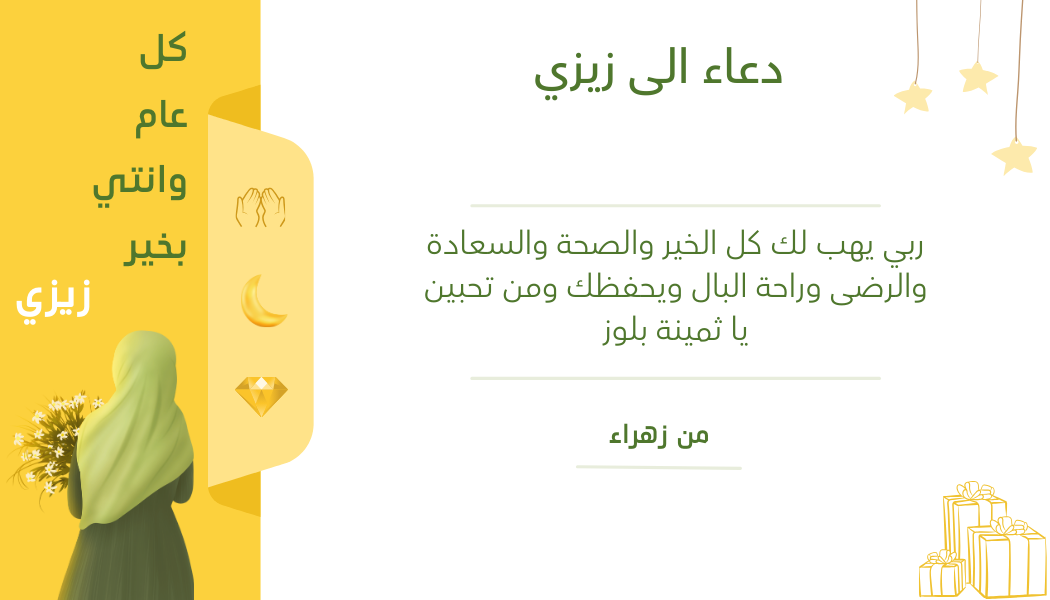 كل
عام
وانتي
بخير
زيزي
دعاء الى زيزي
ربي يهب لك كل الخير والصحة والسعادة
والرضى وراحة البال ويحفظك ومن تحبين
يا ثمينة بلوز
من زهراء